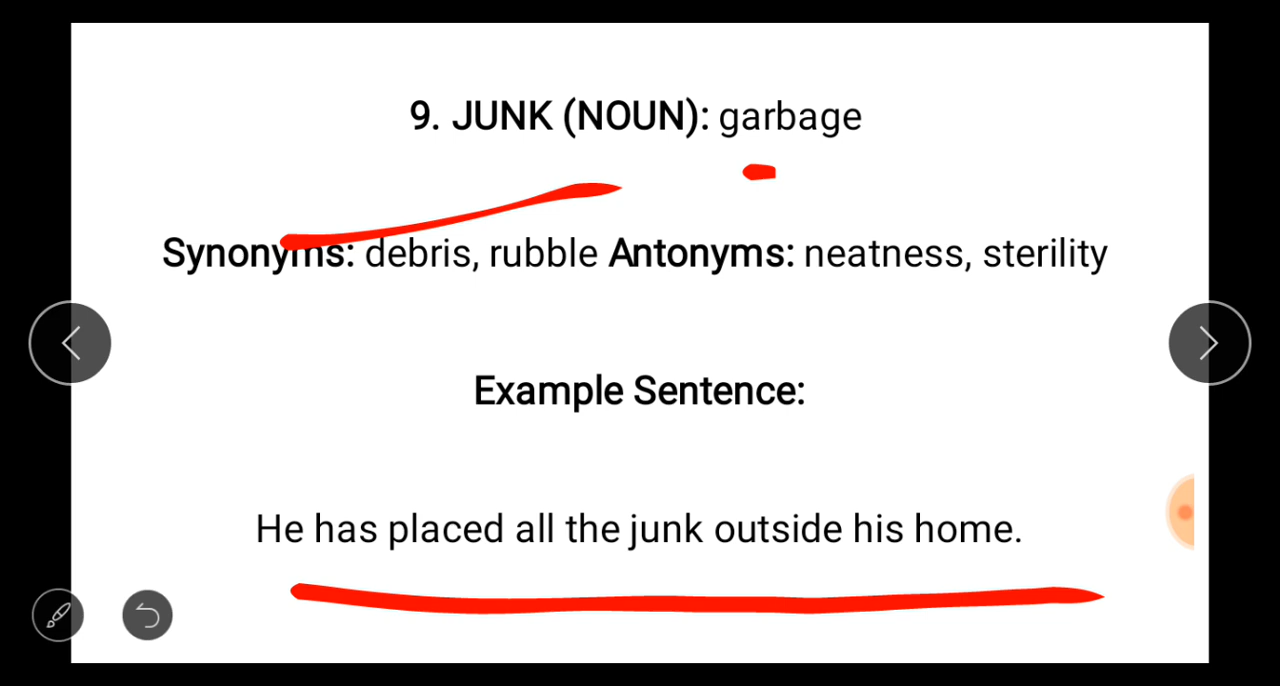 9. JUNK (NOUN): garbage
Synonyms: debris, rubble Antonyms: neatness, sterility
Example Sentence:
He has placed all the junk outside his home.